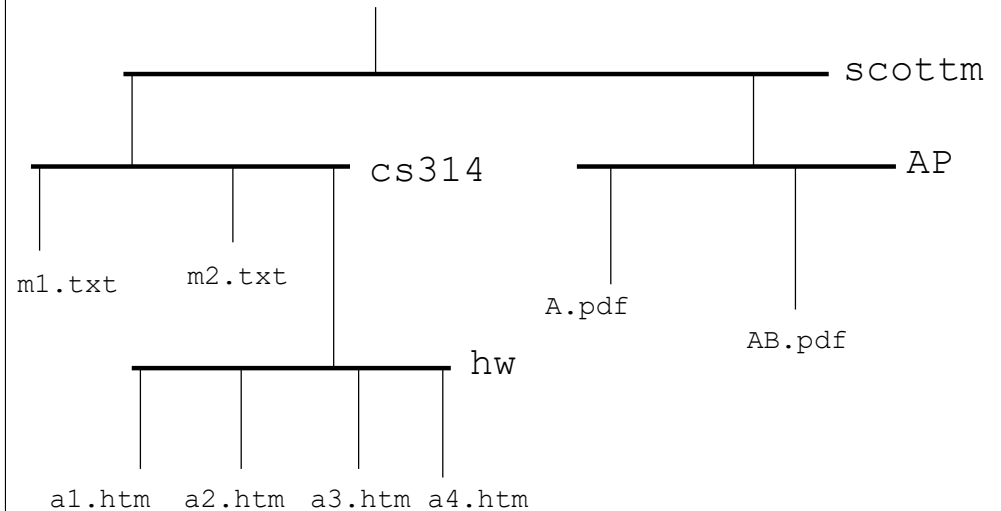 scottm
cs314
AP
m1.txt
m2.txt
A.pdf
AB.pdf
hw
a1.htm a2.htm a3.htm a4.htm